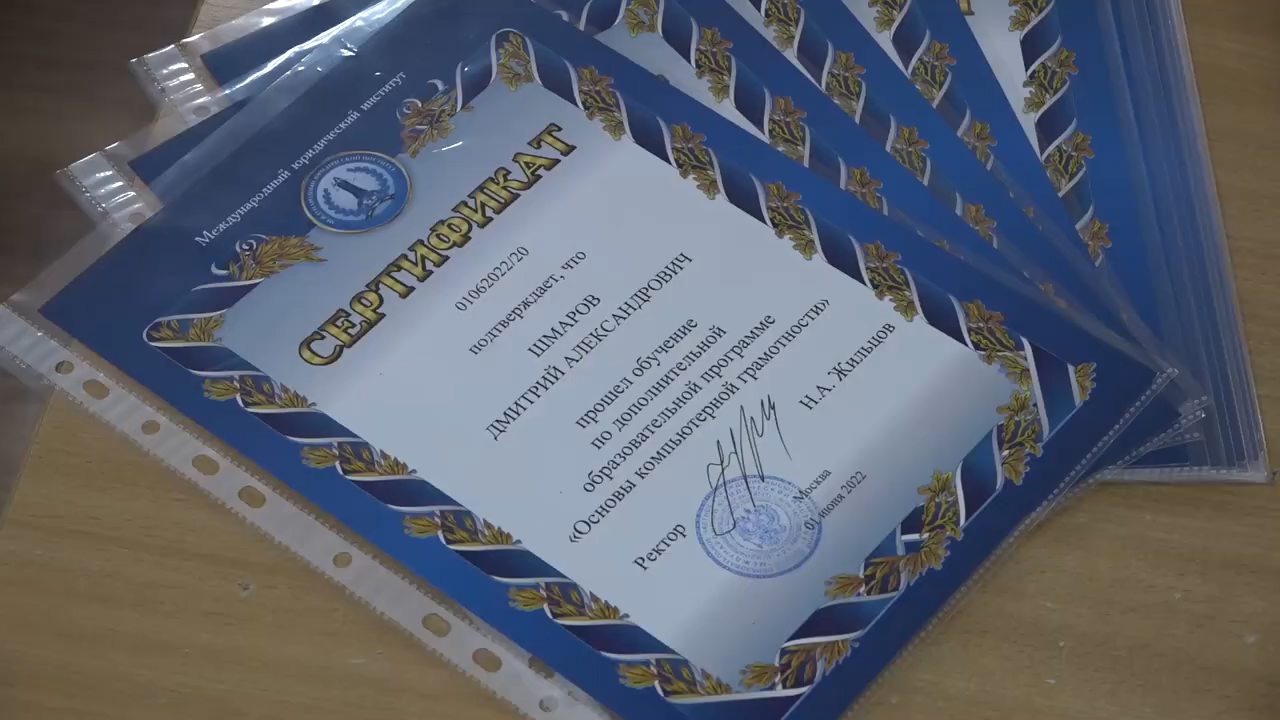 Международный юридический институт
СЕРТИФИКАТ
01062022/20
подтверждает, что
ШМАРОВ
ДМИТРИЙ АЛЕКСАНДРОВИЧ
прошел обучение
по дополнительной
образовательной программе
«Основы компьютерной грамотности»
Ректор
Н.А. Жильцов
Москва
01 июня 2022